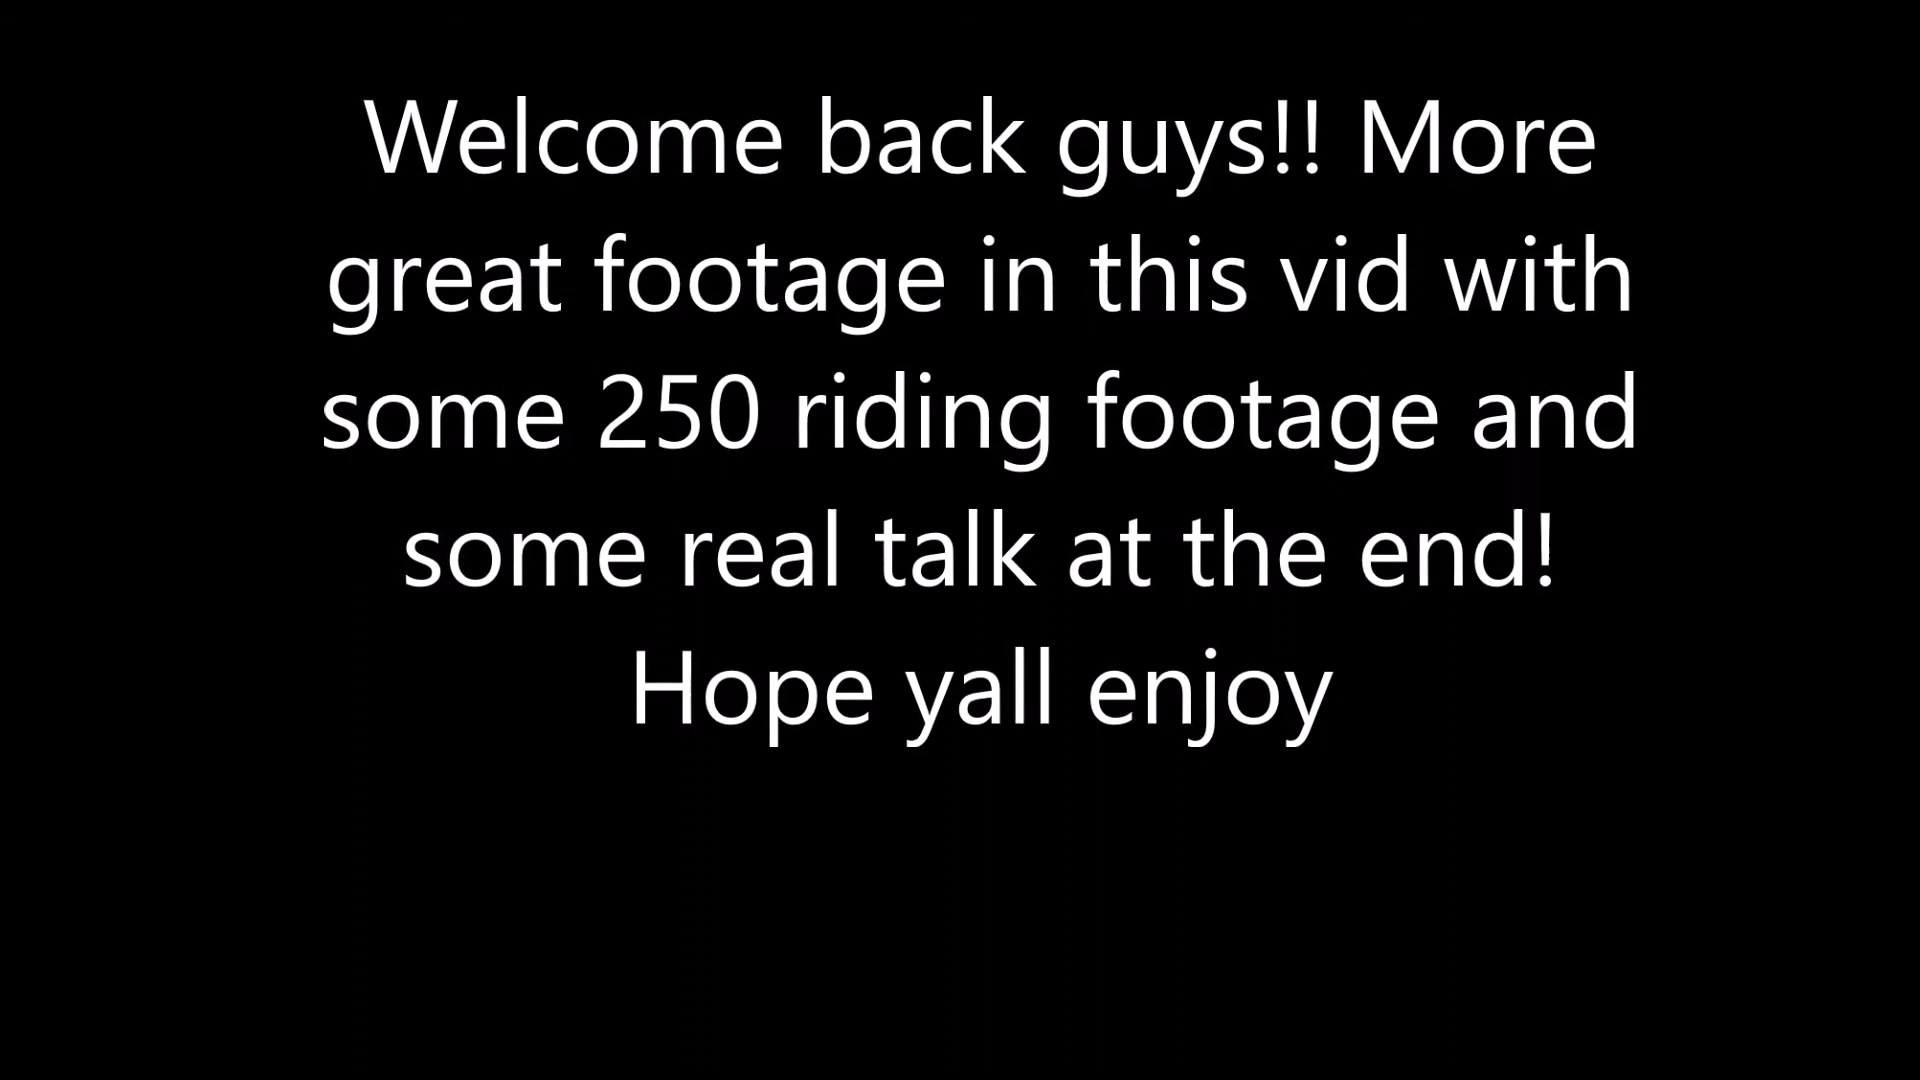 Welcome back guys!! More
great footage in this vid with
some 250 riding footage and
some real talk at the end!
Hope yall enjoy